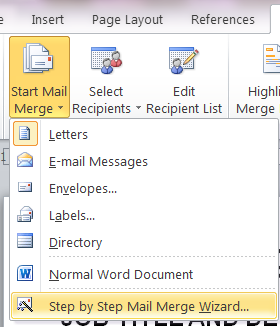 Insert Page Layout References
Start Mail Merge
Select Recipients
Edit Recipient List
Highli
Merge
Letters
E-mail Messages
Envelopes...
Labels...
Directory
Normal Word Document
Step by Step Mail Merge Wizard...
JOB TITLE AND DE